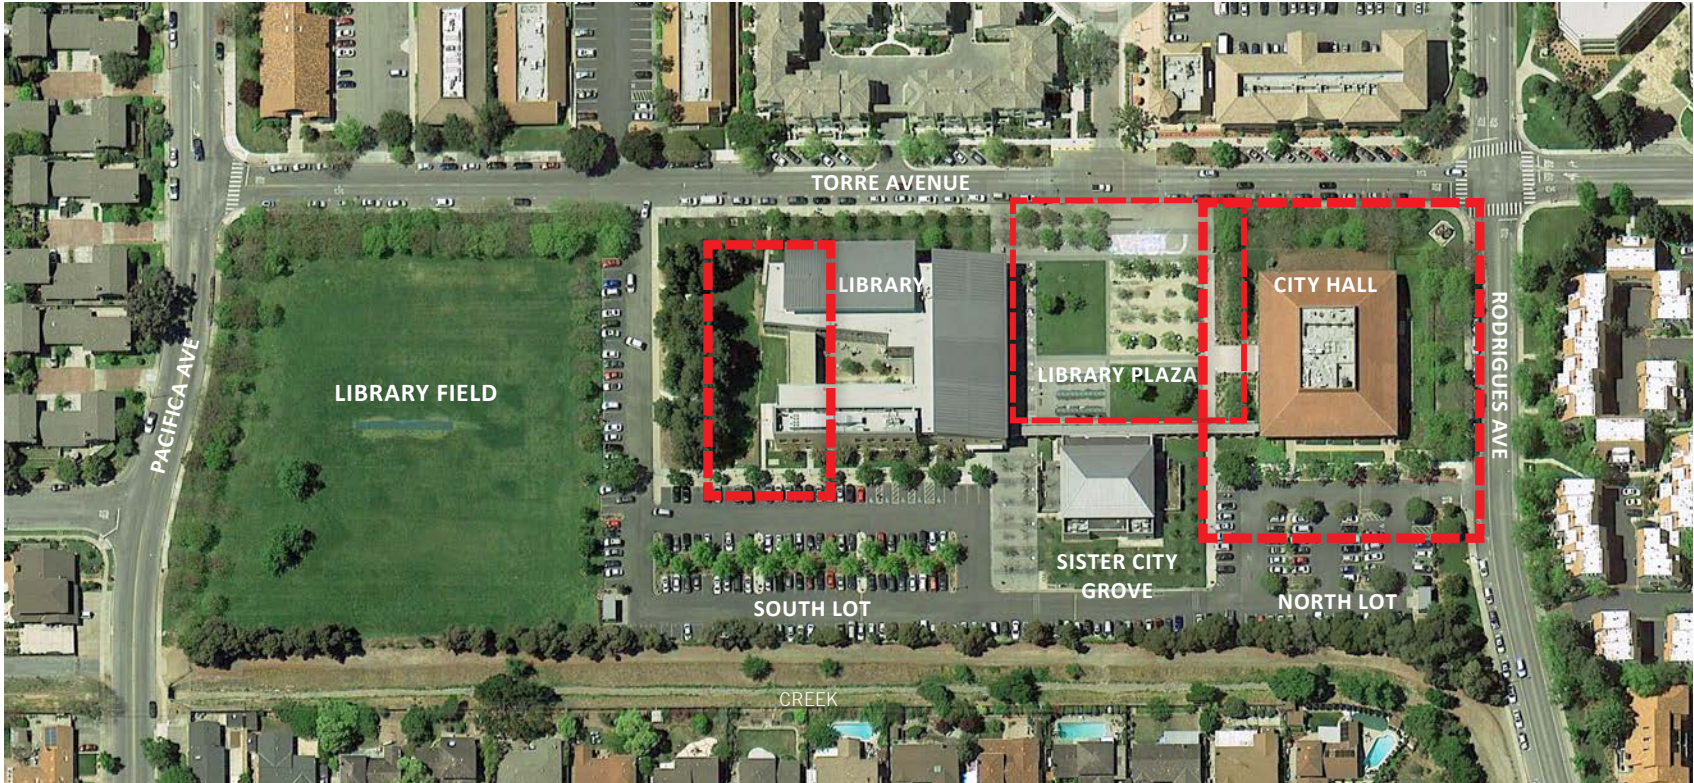 TORRE AVENUE
LIBRARY
CITY HALL
RODRIGUES AVE
PACIFICA AVE
LIBRARY FIELD
LIBRARY PLAZA
SISTER CITY
GROVE
SOUTH LOT
NORTH LOT
CREEK